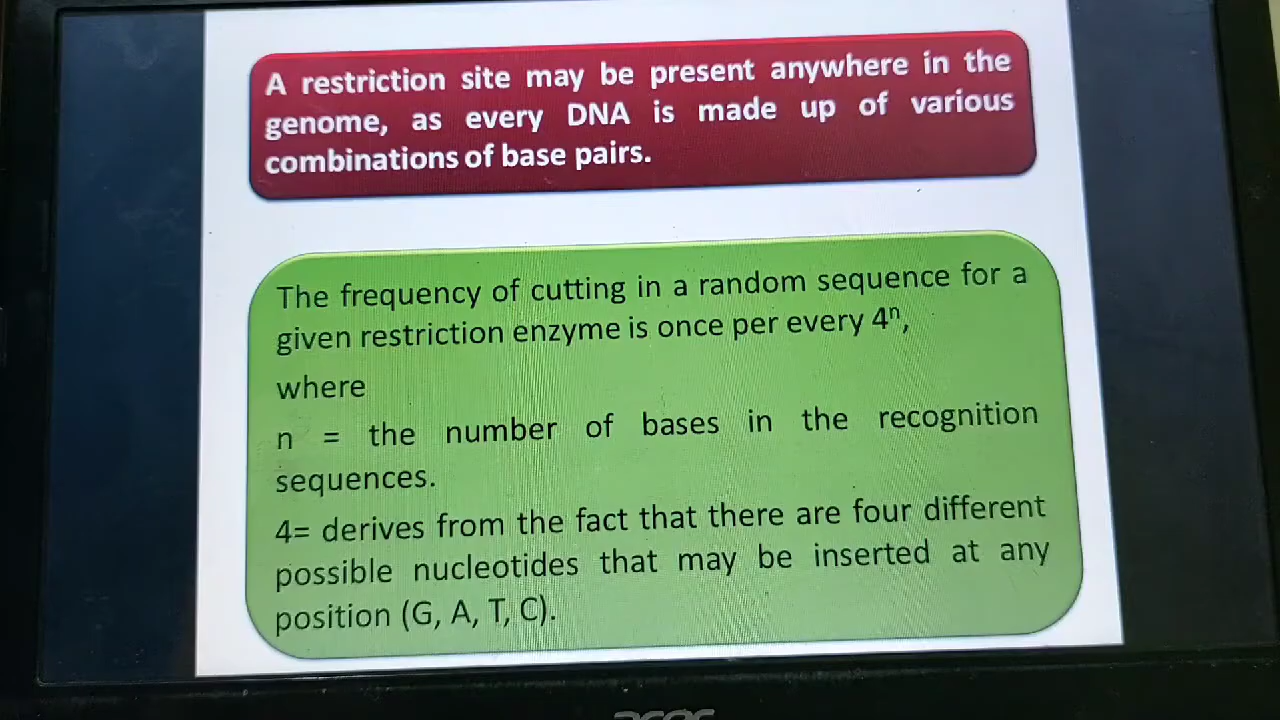 A restriction site may be present anywhere in the
genome, as every DNA is made up of various
combinations of base pairs.
The frequency of cutting in a random sequence for a
given restriction enzyme is once per every 4ⁿ,
where
n = the number of bases in the recognition
sequences.
4= derives from the fact that there are four different
possible nucleotides that may be inserted at any
position (G, A, T, C).
acer